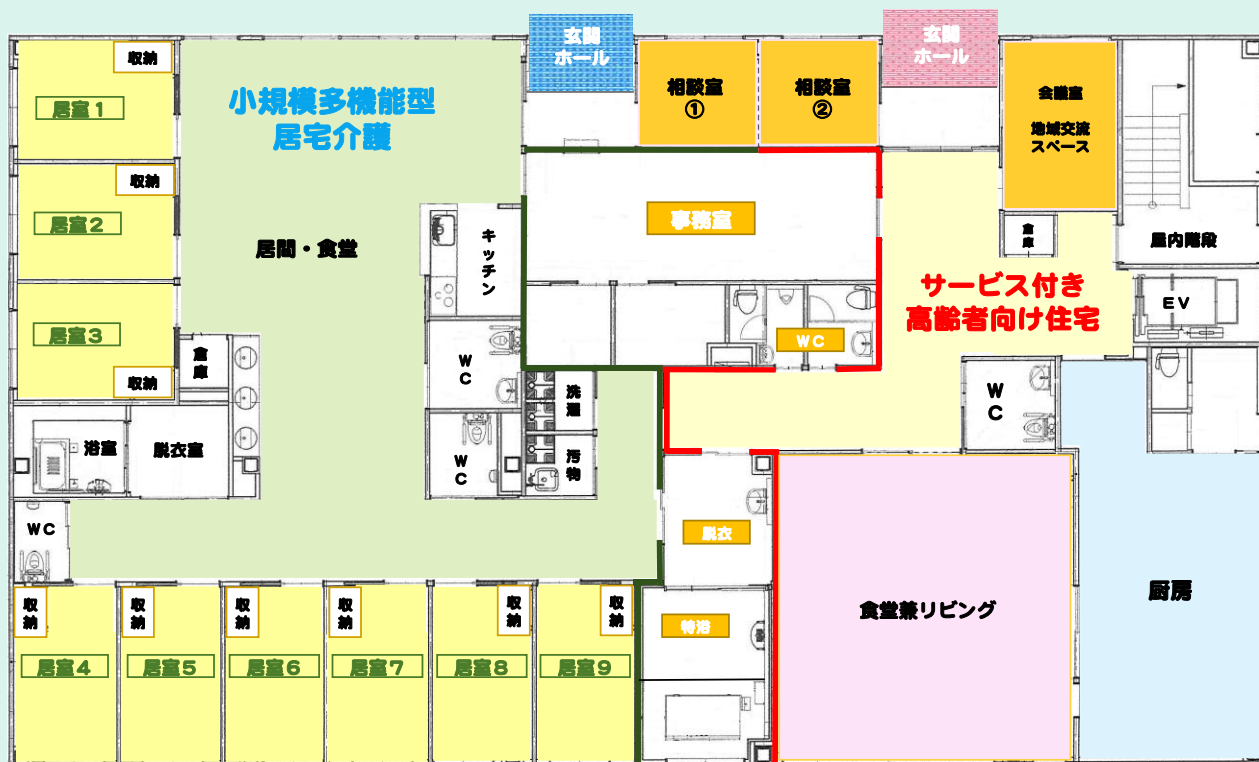 玄関
ホール
玄関
ホール
収納
居室1
小規模多機能型
居宅介護
相談室
①
相談室
②
会議室
地域交流
スペース
収納
居室2
事務室
居間・食堂
キッチン
倉庫
屋内階段
サービス付き
高齢者向け住宅
EV
居室3
収納
倉庫
WC
WC
洗濯
WC
浴室
脱衣室
WC
汚物
WC
脱衣
食堂兼リビング
厨房
特浴
収納
収納
収納
収納
収納
収納
居室4
居室5
居室6
居室7
居室8
居室9